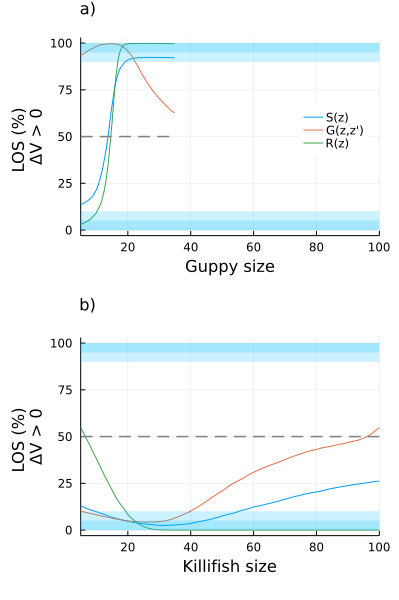 a)
LOS (%)
ΔV > 0
100
75
50
25
0
S(z)
G(z,z')
R(z)
20 40 60 80 100
Guppy size
b)
LOS (%)
ΔV > 0
100
75
50
25
0
20 40 60 80 100
Killifish size